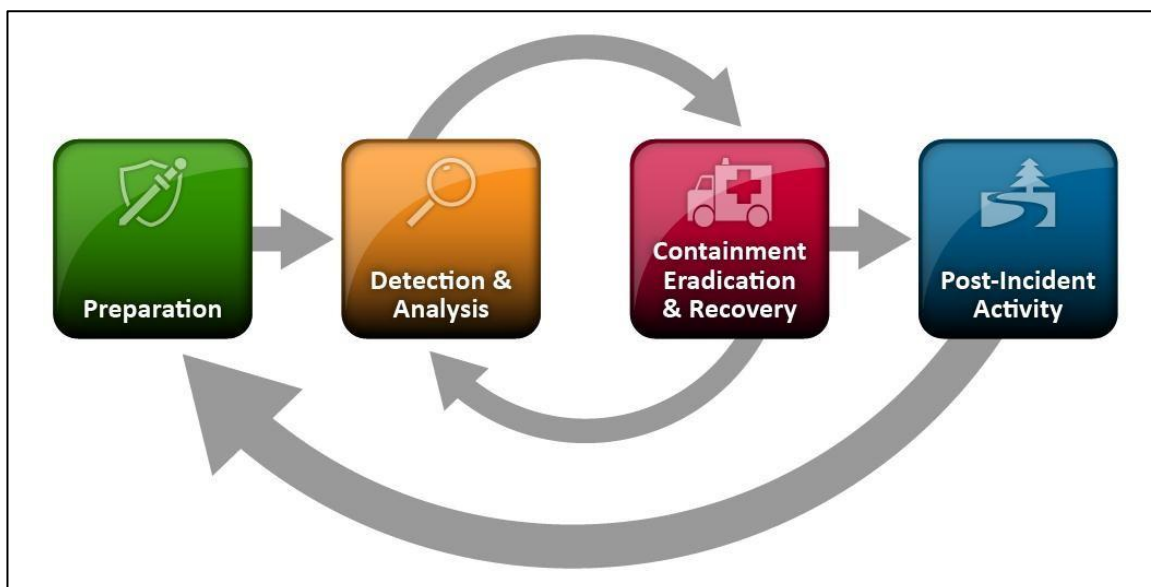 Preparation
Detection &
Analysis
Containment
Eradication
& Recovery
Post-Incident
Activity